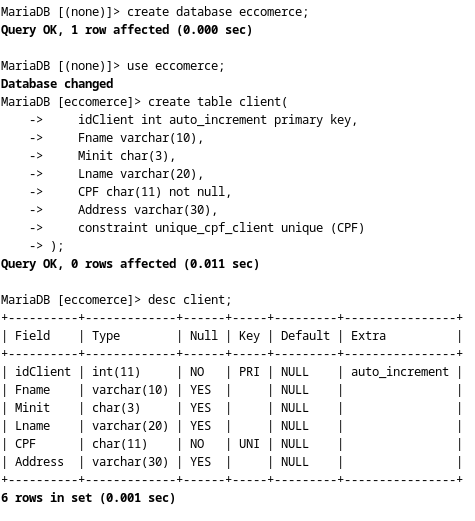 MariaDB [(none)]> create database eccomerce;
Query OK, 1 row affected (0.000 sec)

MariaDB [(none)]> use eccomerce;
Database changed
MariaDB [eccomerce]> create table client(
    ->     idClient int auto_increment primary key,
    ->     Fname varchar(10),
    ->     Minit char(3),
    ->     Lname varchar(20),
    ->     CPF char(11) not null,
    ->     Address varchar(30),
    ->     constraint unique_cpf_client unique (CPF)
    -> );
Query OK, 0 rows affected (0.011 sec)

MariaDB [eccomerce]> desc client;
+----------+-------------+------+-----+---------+----------------+
| Field    | Type        | Null | Key | Default | Extra          |
+----------+-------------+------+-----+---------+----------------+
| idClient | int(11)     | NO   | PRI | NULL    | auto_increment |
| Fname    | varchar(10) | YES  |     | NULL    |                |
| Minit    | char(3)     | YES  |     | NULL    |                |
| Lname    | varchar(20) | YES  |     | NULL    |                |
| CPF      | char(11)    | NO   | UNI | NULL    |                |
| Address  | varchar(30) | YES  |     | NULL    |                |
+----------+-------------+------+-----+---------+----------------+
6 rows in set (0.001 sec)